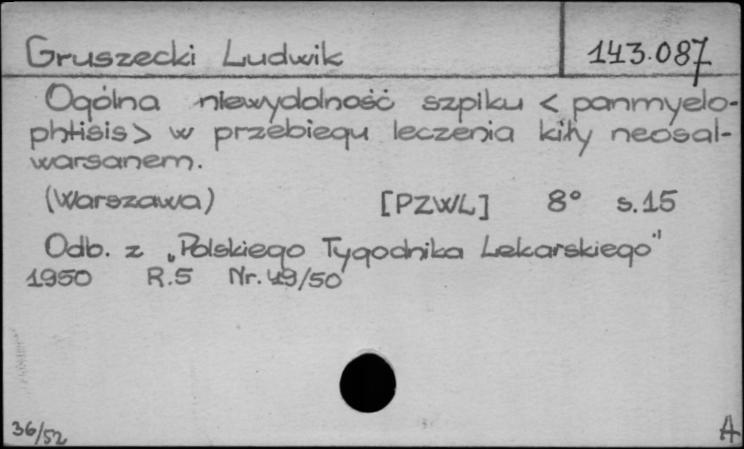 Gruszecki Ludwik 143.087
Ogólna niewydolność szpiku < panmyelo-
phtisis > w przebiegu leczenia kiły neosal-
warsanem.
(Warszawa) [PZWL] 8° s.15
Odb. z „Polskiego Tygodnika Lekarskiego"
1950 R.5 Nr. 49/50
36/52 A